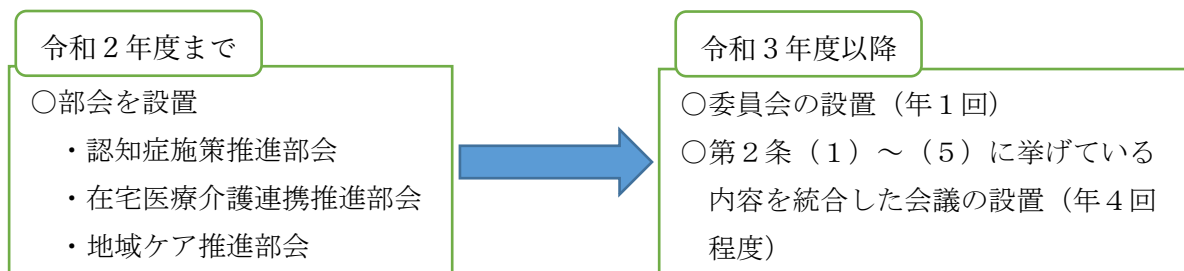 令和２年度まで
○部会を設置
・認知症施策推進部会
・在宅医療介護連携推進部会
・地域ケア推進部会
令和３年度以降
○委員会の設置（年１回）
○第２条（１）～（５）に挙げている
内容を統合した会議の設置（年４回
程度）